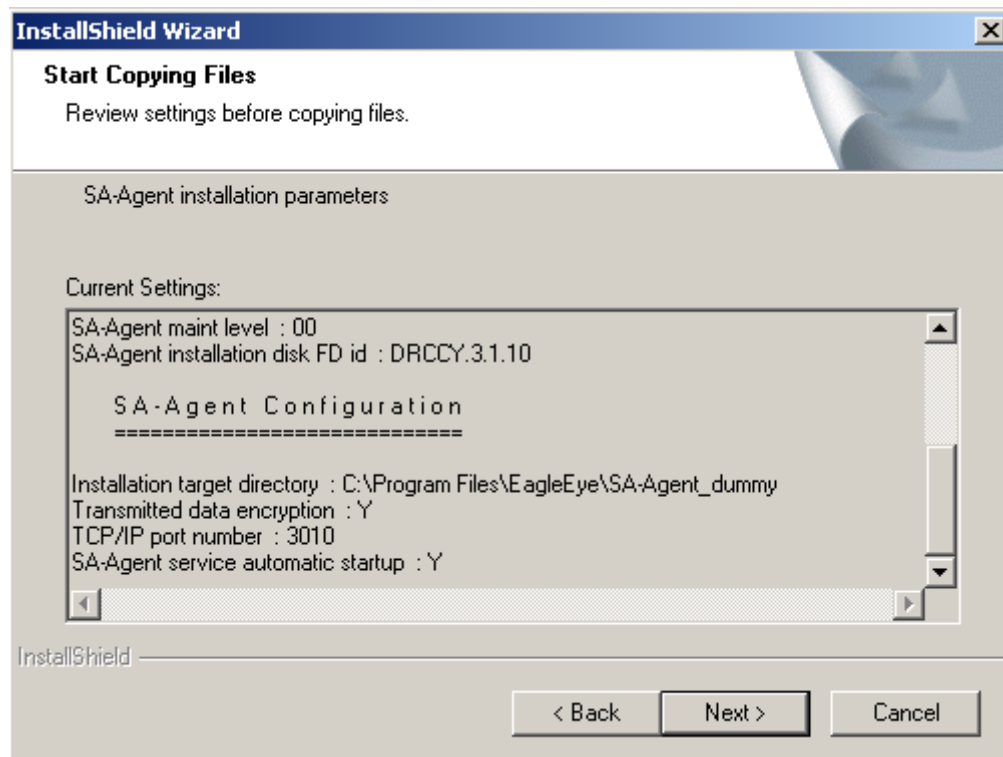 InstallShield Wizard
Start Copying Files
Review settings before copying files.
SA-Agent installation parameters
Current Settings:
SA-Agent maint level : 00
SA-Agent installation disk FD id : DRCCY.3.1.10
SA-Agent Configuration
=============================
Installation target directory : C:\Program Files\EagleEye\SA-Agent_dummy
Transmitted data encryption : Y
TCP/IP port number : 3010
SA-Agent service automatic startup : Y
InstallShield
< Back Next > Cancel